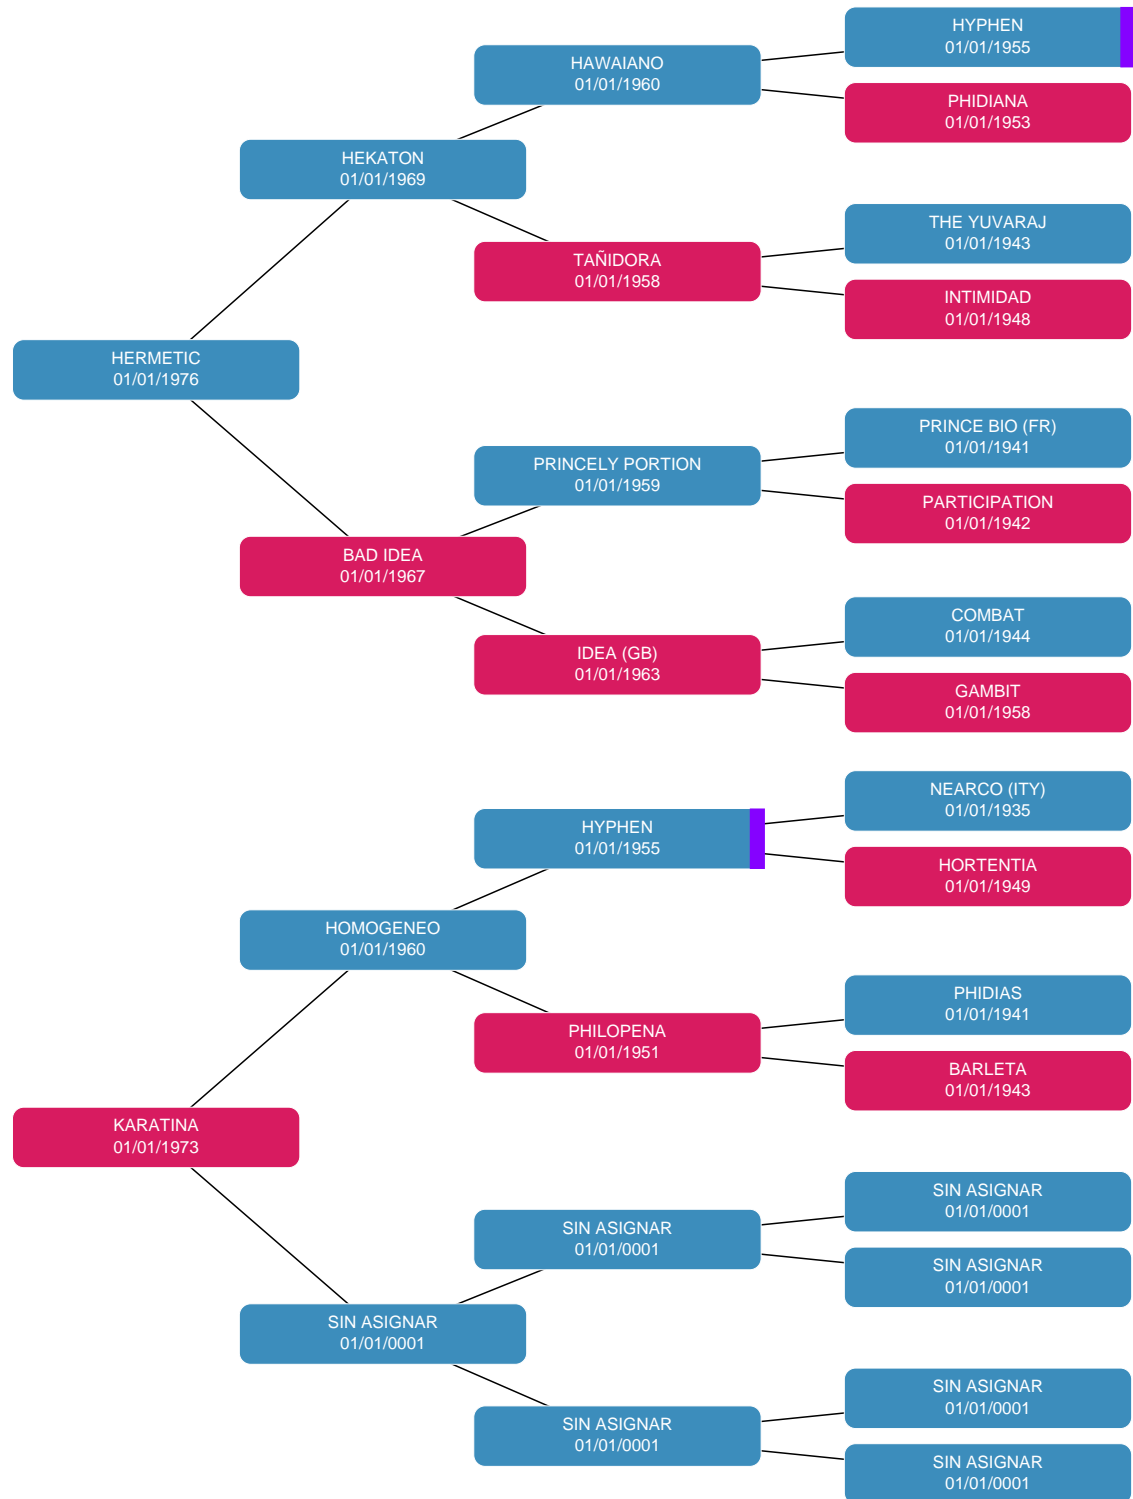 HYPHEN
01/01/1955
HAWAIANO
01/01/1960
PHIDIANA
01/01/1953
HEKATON
01/01/1969
THE YUVARAJ
01/01/1943
TAÑIDORA
01/01/1958
INTIMIDAD
01/01/1948
HERMETIC
01/01/1976
PRINCE BIO (FR)
01/01/1941
PRINCELY PORTION
01/01/1959
PARTICIPATION
01/01/1942
BAD IDEA
01/01/1967
COMBAT
01/01/1944
IDEA (GB)
01/01/1963
GAMBIT
01/01/1958
NEARCO (ITY)
01/01/1935
HYPHEN
01/01/1955
HORTENTIA
01/01/1949
HOMOGENEO
01/01/1960
PHIDIAS
01/01/1941
PHILOPENA
01/01/1951
BARLETA
01/01/1943
KARATINA
01/01/1973
SIN ASIGNAR
01/01/0001
SIN ASIGNAR
01/01/0001
SIN ASIGNAR
01/01/0001
SIN ASIGNAR
01/01/0001
SIN ASIGNAR
01/01/0001
SIN ASIGNAR
01/01/0001
SIN ASIGNAR
01/01/0001